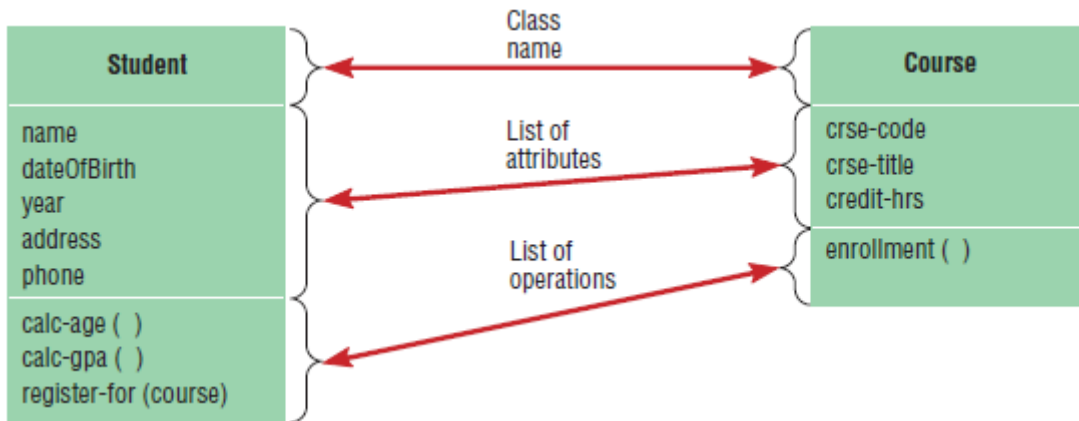 Student
name
dateOfBirth
year
address
phone
calc-age ( )
calc-gpa ( )
register-for (course)
Class
name
List of
attributes
List of
operations
Course
crse-code
crse-title
credit-hrs
enrollment ( )